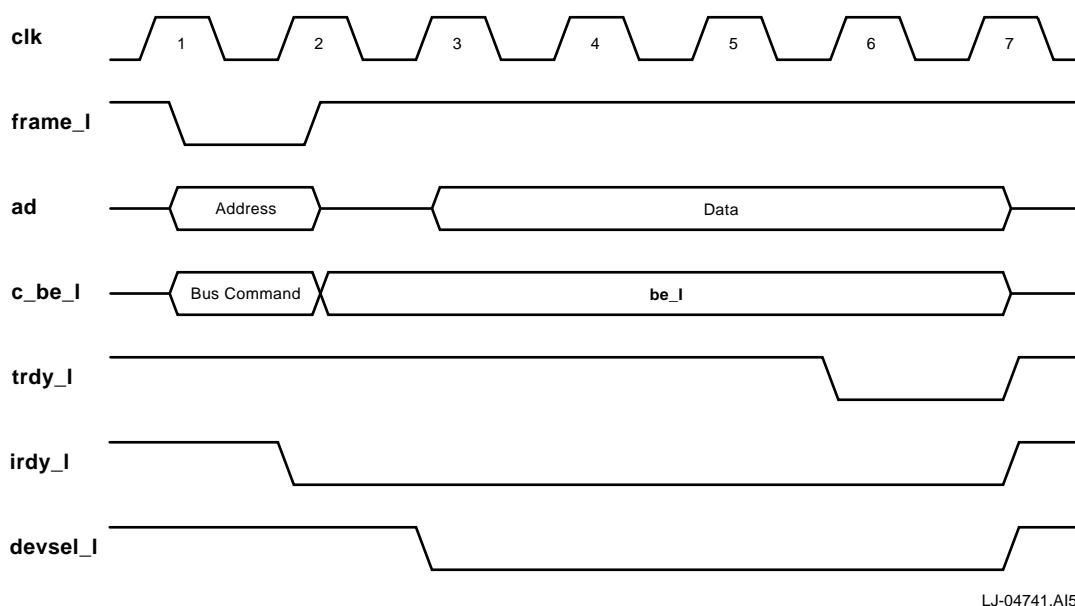 clk 1 2 3 4 5 6 7
frame_l
ad Address Data
c_be_l Bus Command be_l
trdy_l
irdy_l
devsel_l
LJ-04741.AI5